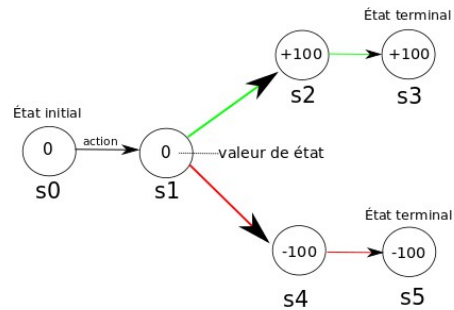 État terminal
+100
+100
s2
s3
État initial
0
action
0
valeur de état
s0
s1
État terminal
-100
-100
s4
s5